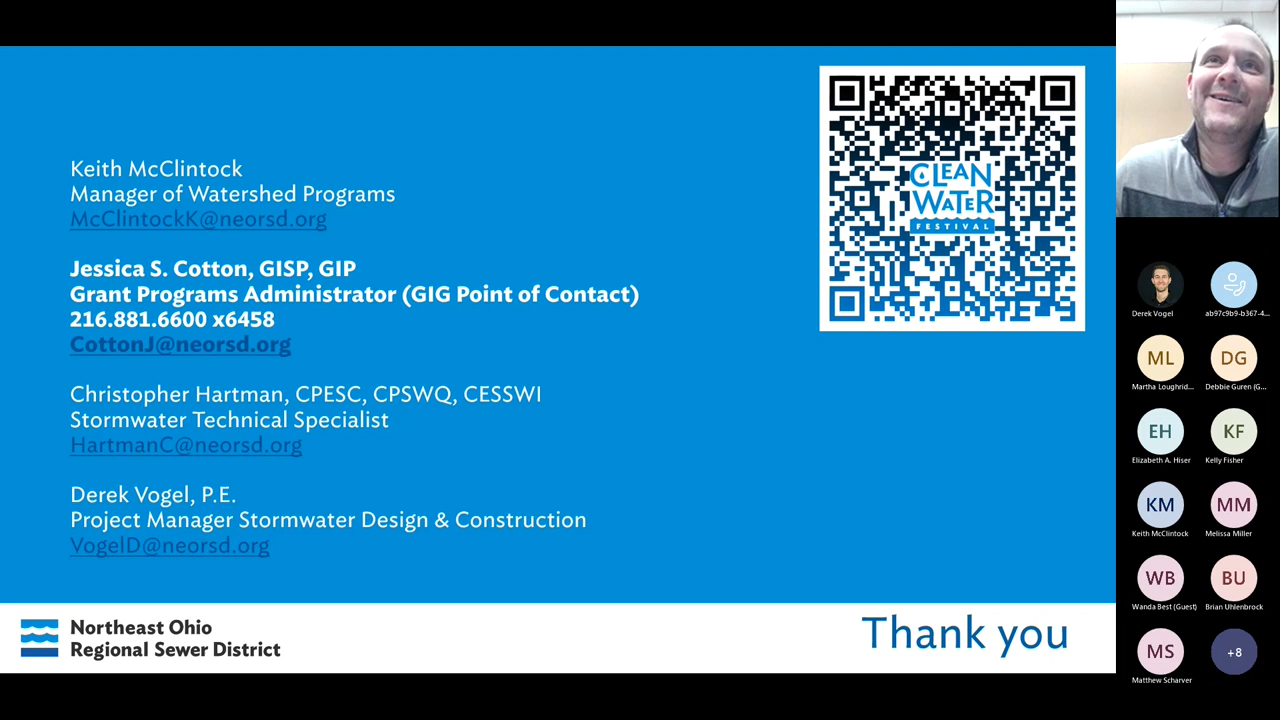 Keith McClintock
Manager of Watershed Programs
McClintockK@neorsd.org
Jessica S. Cotton, GISP, GIP
Grant Programs Administrator (GIG Point of Contact)
216.881.6600 x6458
CottonJ@neorsd.org
Christopher Hartman, CPESC, CPSWQ, CESSWI
Stormwater Technical Specialist
HartmanC@neorsd.org
Derek Vogel, P.E.
Project Manager Stormwater Design & Construction
VogelD@neorsd.org
CLEAN
WATER
FESTIVAL
Northeast Ohio
Regional Sewer District
Thank you
Derek Vogel
ab97c9b9-b367-4...
ML
Martha Loughrid...
DG
Debbie Guren (G...
EH
Elizabeth A. Hiser
KF
Kelly Fisher
KM
Keith McClintock
MM
Melissa Miller
WB
Wanda Best (Guest)
BU
Brian Uhlenbrock
MS
Matthew Scharver
+8